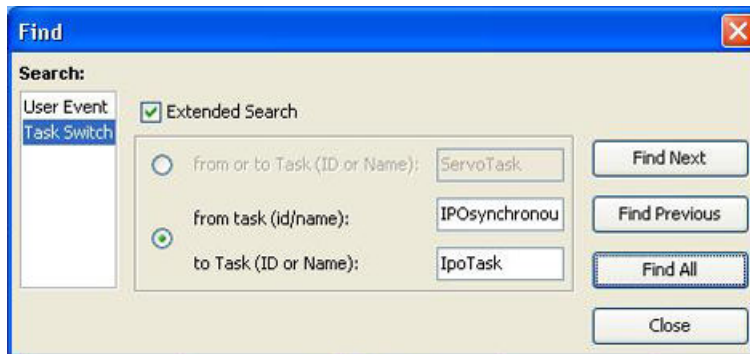 Find
Search:
User Event
Task Switch
Extended Search
from or to Task (ID or Name): ServoTask
from task (id/name): IPOsynchronou
to Task (ID or Name): IpoTask
Find Next
Find Previous
Find All
Close